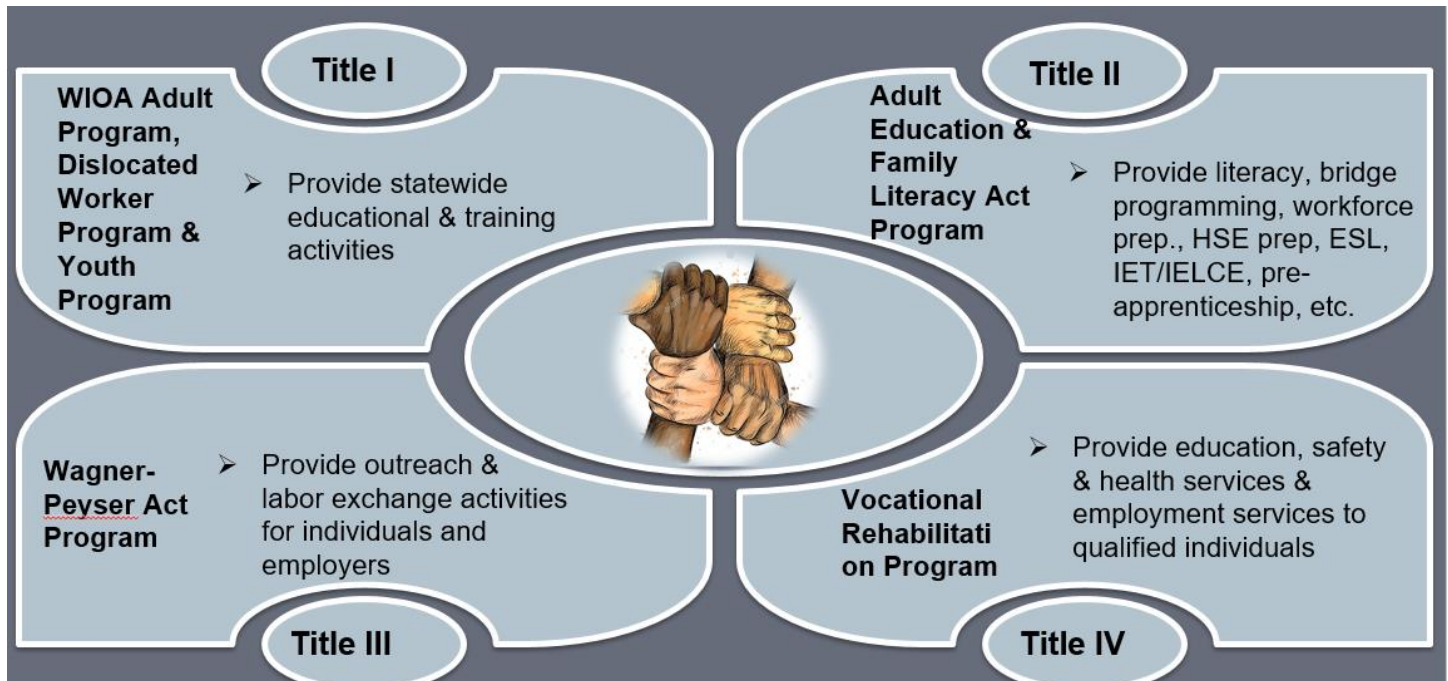 Title I
WIOA Adult
Program,
Dislocated
Worker
Program &
Youth
Program
➢ Provide statewide
educational & training
activities
Title II
Adult
Education &
Family
Literacy Act
Program
➢ Provide literacy, bridge
programming, workforce
prep., HSE prep, ESL,
IET/IELCE, pre-
apprenticeship, etc.
Wagner-
Peyser Act
Program
➢ Provide outreach &
labor exchange activities
for individuals and
employers
Title III
Vocational
Rehabilitati
on Program
➢ Provide education, safety
& health services &
employment services to
qualified individuals
Title IV